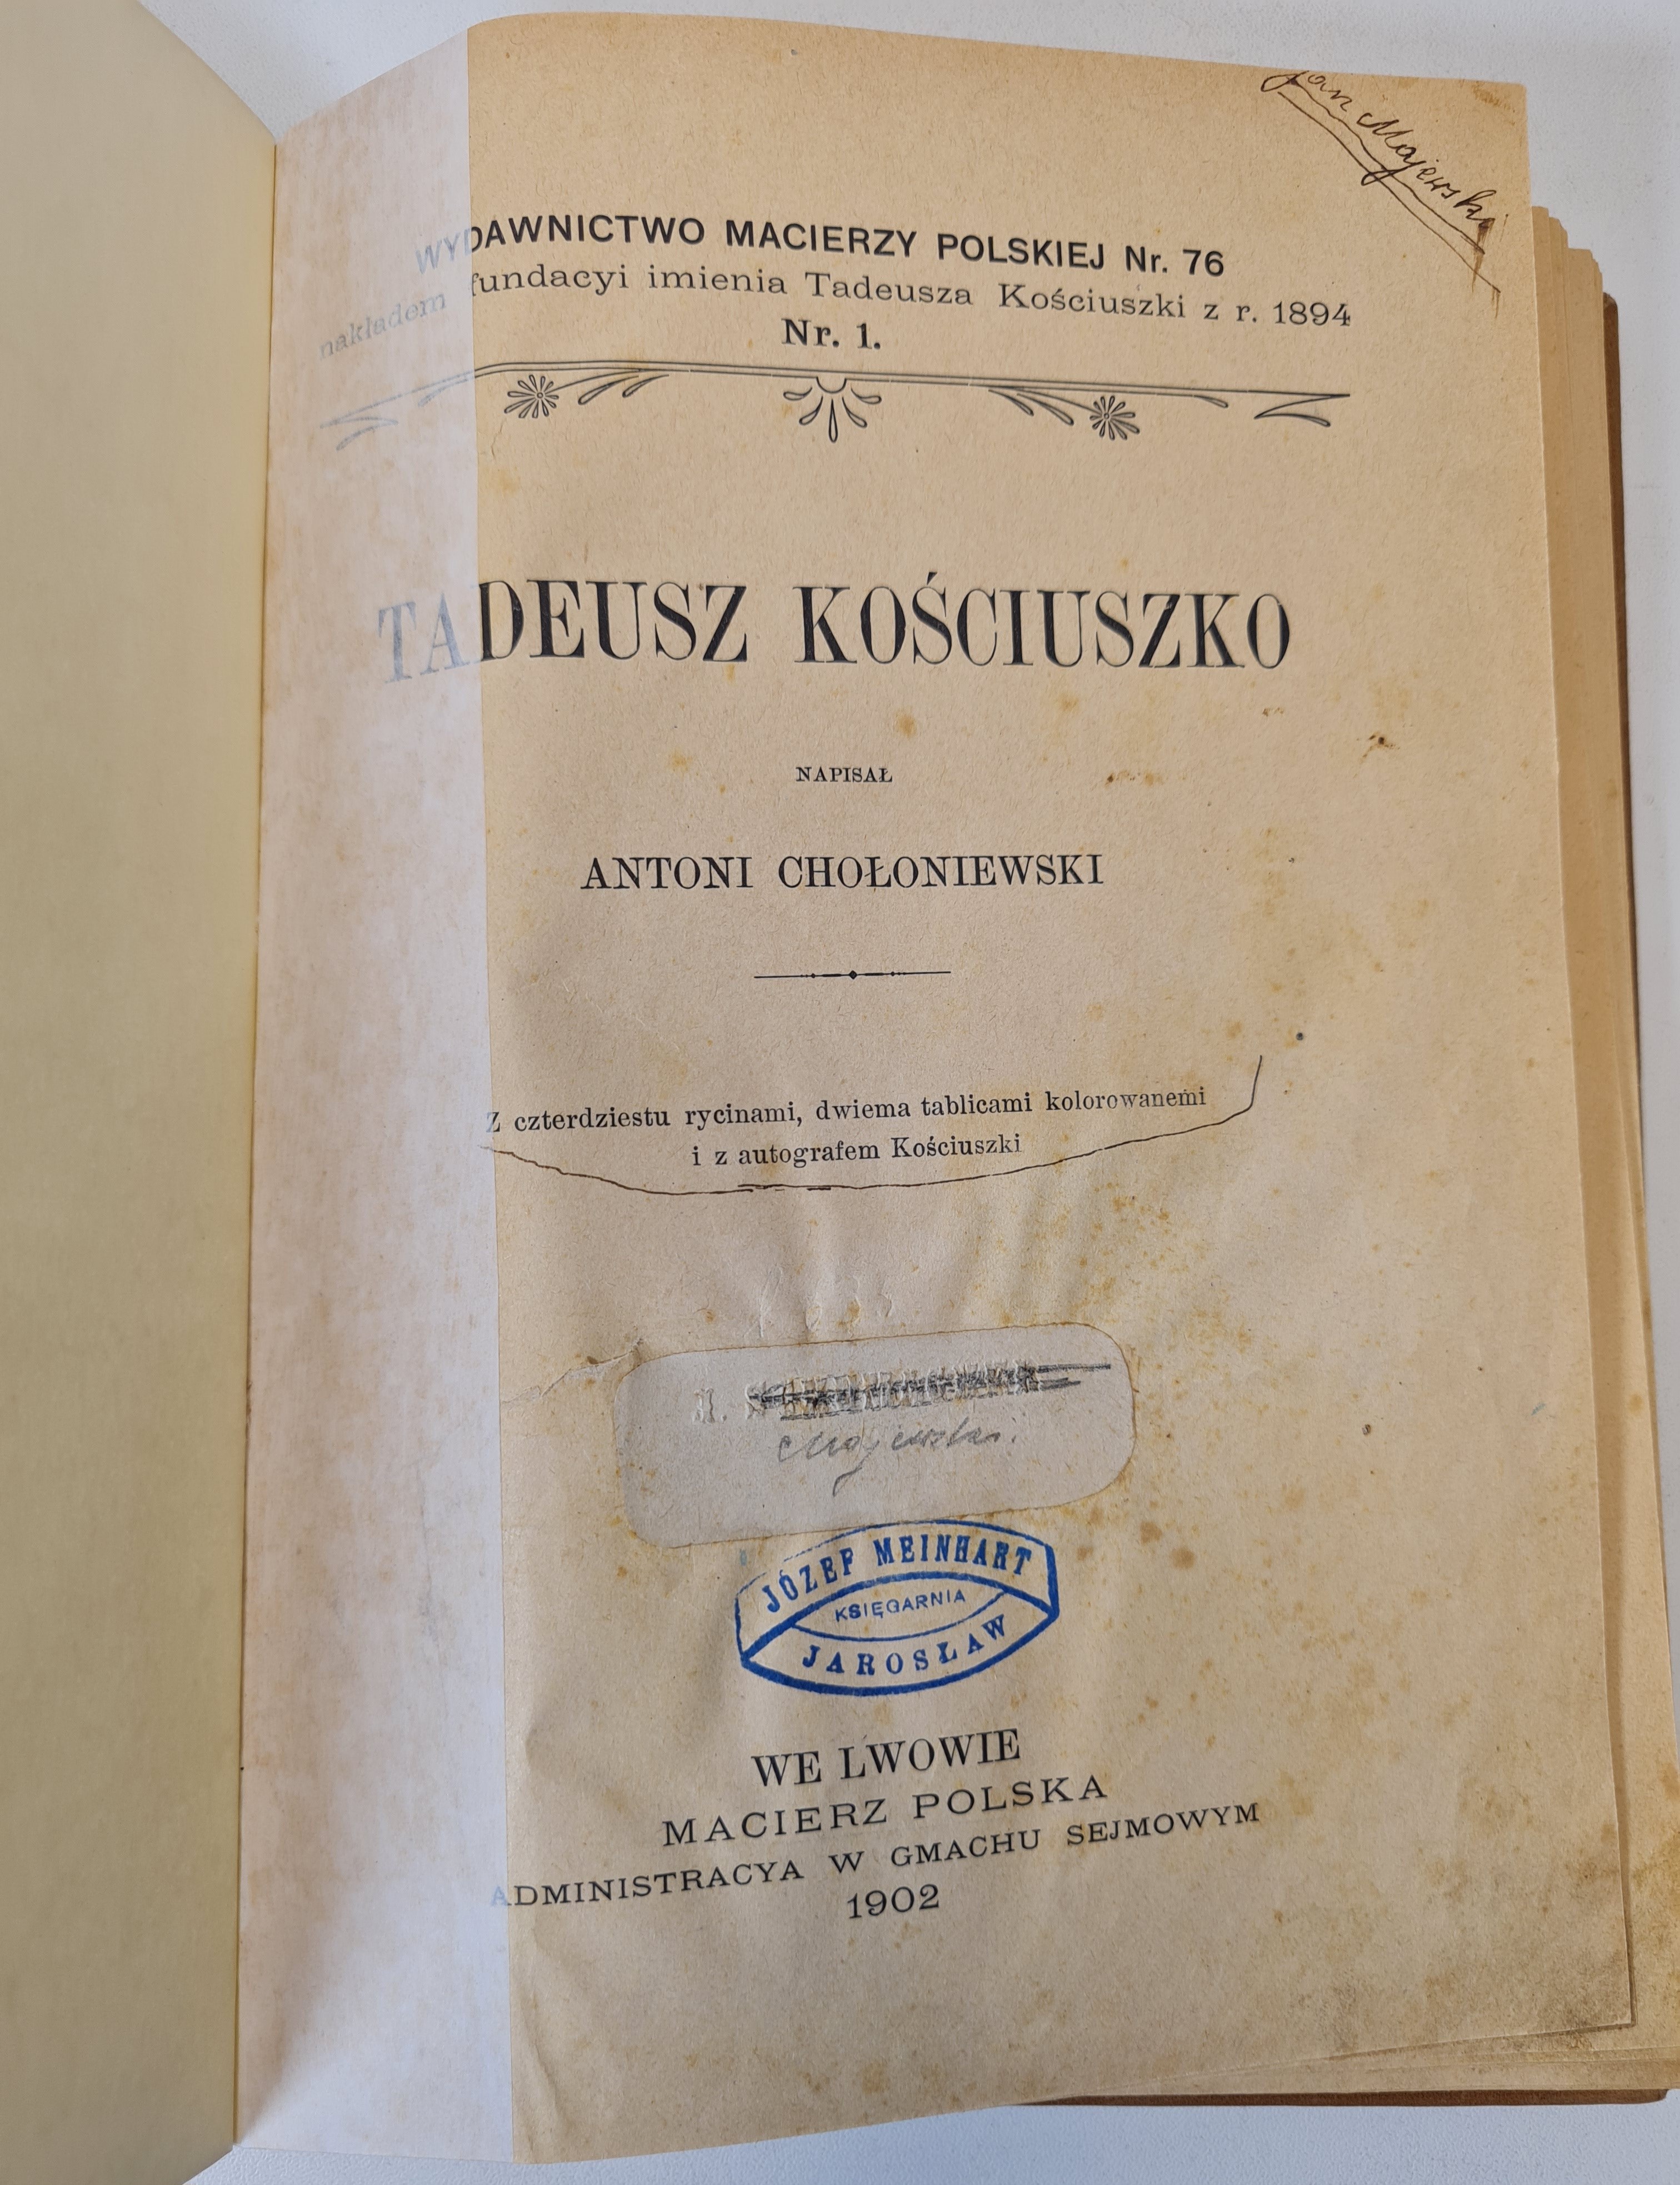 Jan Majewski
WYDAWNICTWO MACIERZY POLSKIEJ Nr. 76
nakładem fundacyi imienia Tadeusza Kościuszki z r. 1894
Nr. 1.
TADEUSZ KOŚCIUSZKO
NAPISAŁ
ANTONI CHOŁONIEWSKI
Z czterdziestu rycinami, dwiema tablicami kolorowanemi
i z autografem Kościuszki
Majewski
JÓZEF MEINHART
KSIĘGARNIA
JAROSŁAW
WE LWOWIE
MACIERZ POLSKA
ADMINISTRACYA W GMACHU SEJMOWYM
1902